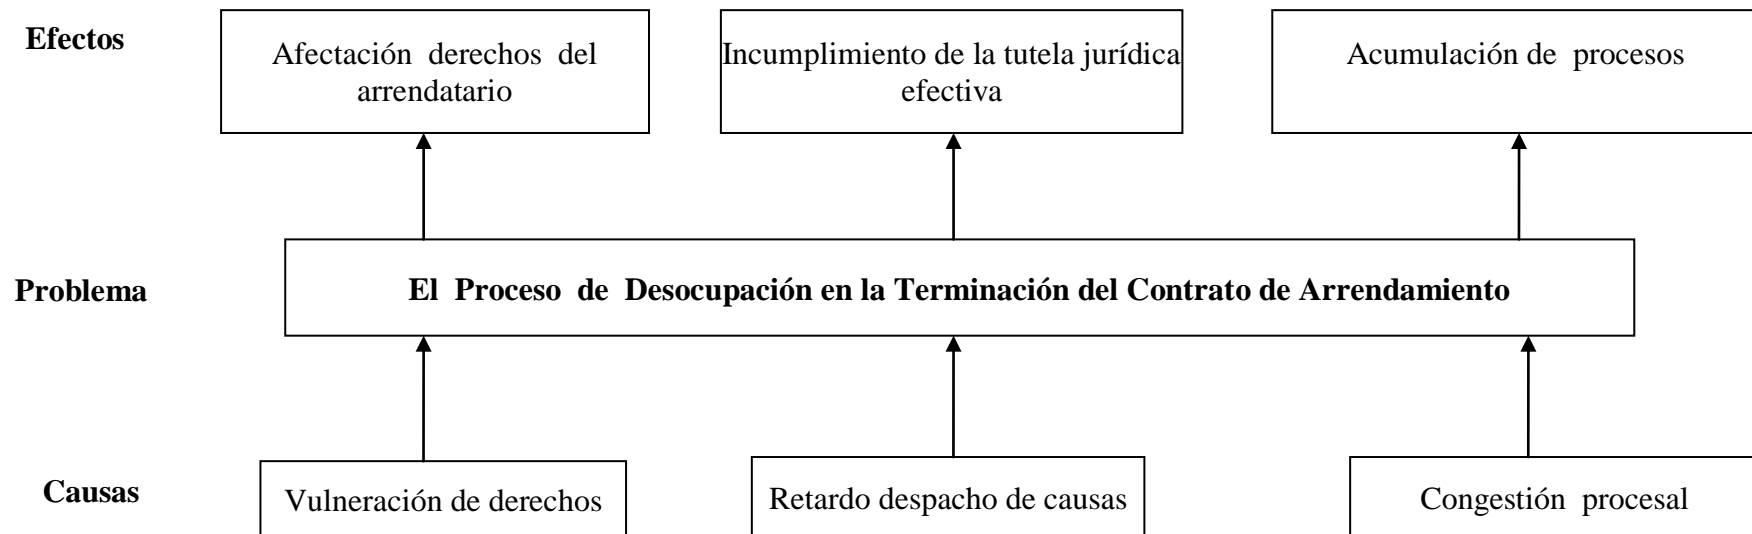 Efectos
Afectación derechos del
arrendatario
Incumplimiento de la tutela jurídica
efectiva
Acumulación de procesos
Problema
El Proceso de Desocupación en la Terminación del Contrato de Arrendamiento
Causas
Vulneración de derechos
Retardo despacho de causas
Congestión procesal